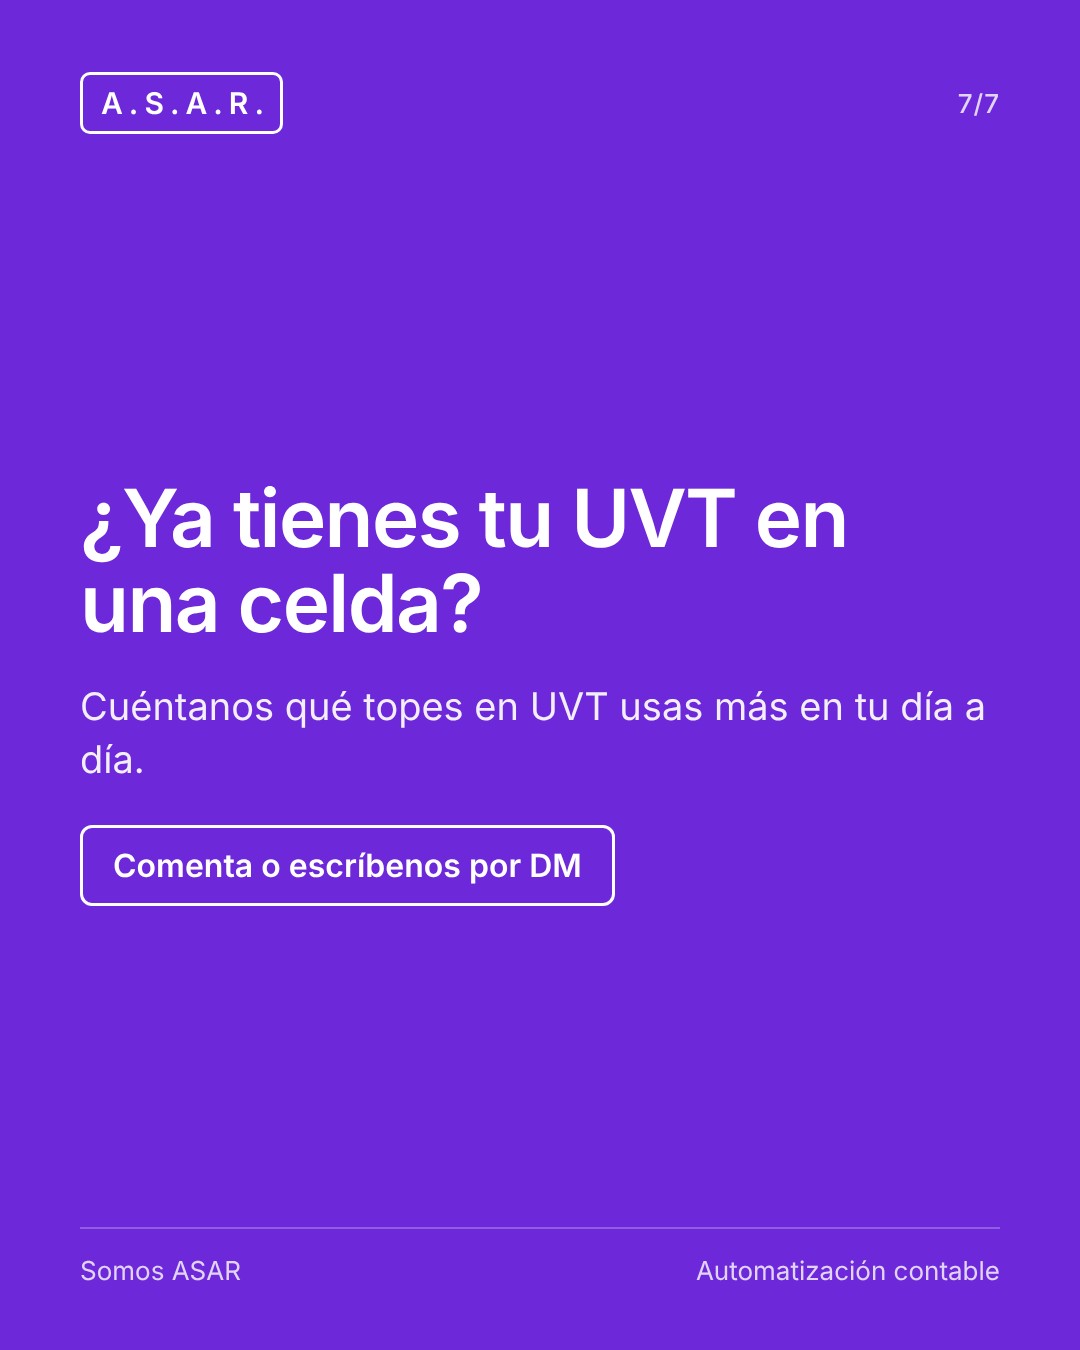 A.S.A.R.
7/7
¿Ya tienes tu UVT en
una celda?
Cuéntanos qué topes en UVT usas más en tu día a
día.
Comenta o escríbenos por DM
Somos ASAR
Automatización contable